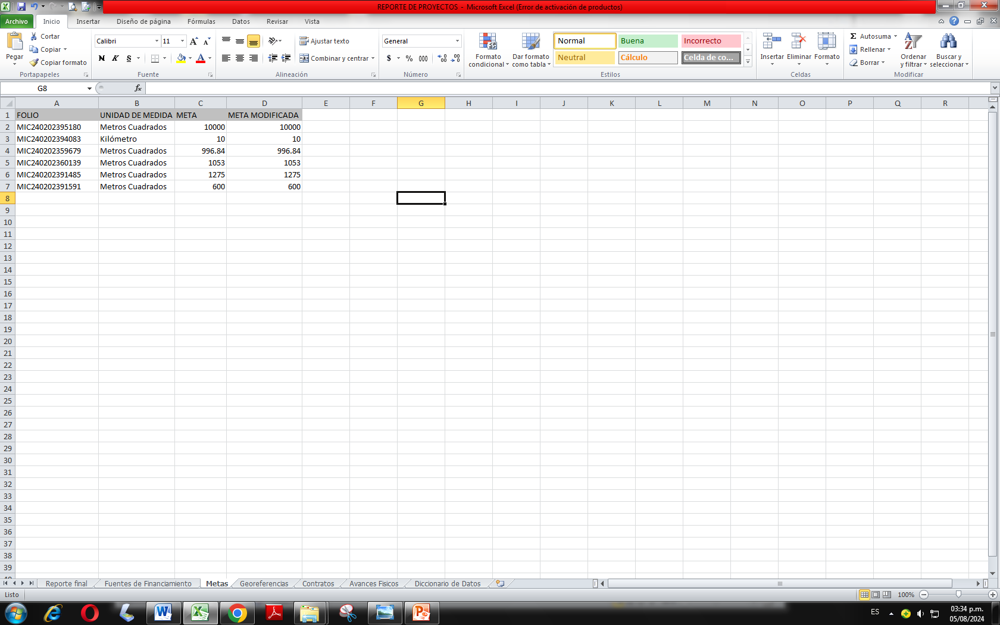 REPORTE DE PROYECTOS - Microsoft Excel (Error de activación de productos)
Archivo Inicio Insertar Diseño de página Fórmulas Datos Revisar Vista
Pegar
Cortar
Copiar
Copiar formato
Portapapeles
Calibri 11
N K S
Fuente
Ajustar texto
Combinar y centrar
Alineación
General
$ % 000
Número
Formato condicional
Dar formato como tabla
Normal Buena Incorrecto
Neutral Cálculo Celda de co...
Estilos
Insertar Eliminar Formato
Celdas
Σ Autosuma
Rellenar
Borrar
Ordenar y filtrar
Buscar y seleccionar
Modificar
G8 fx
A B C D E F G H I J K L M N O P Q R
1 FOLIO UNIDAD DE MEDIDA META META MODIFICADA
2 MIC240202395180 Metros Cuadrados 10000 10000
3 MIC240202394083 Kilómetro 10 10
4 MIC240202359679 Metros Cuadrados 996.84 996.84
5 MIC240202360139 Metros Cuadrados 1053 1053
6 MIC240202391485 Metros Cuadrados 1275 1275
7 MIC240202391591 Metros Cuadrados 600 600
8
9
10
11
12
13
14
15
16
17
18
19
20
21
22
23
24
25
26
27
28
29
30
31
32
33
34
35
36
37
38
39
Reporte final Fuentes de Financiamiento Metas Georeferencias Contratos Avances Fisicos Diccionario de Datos
Listo 100%
ES 03:34 p.m.
05/08/2024